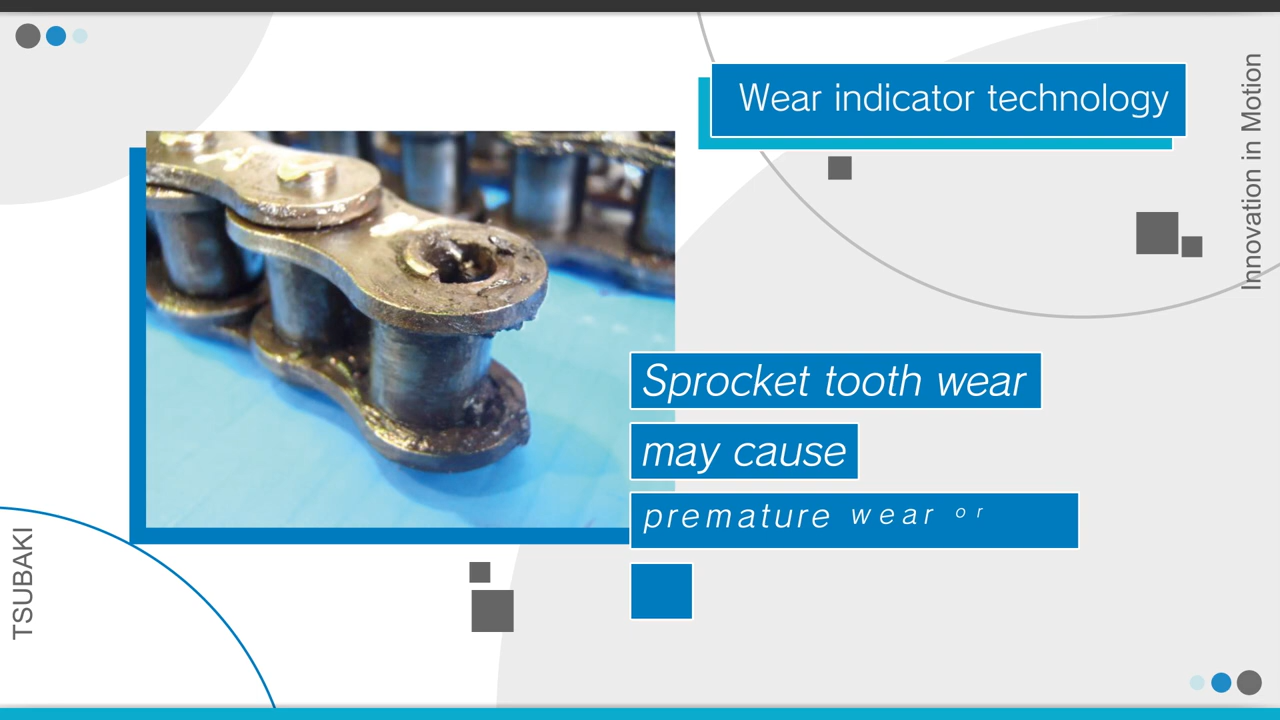 Wear indicator technology
Innovation in Motion
Sprocket tooth wear
may cause
premature wear or
TSUBAKI